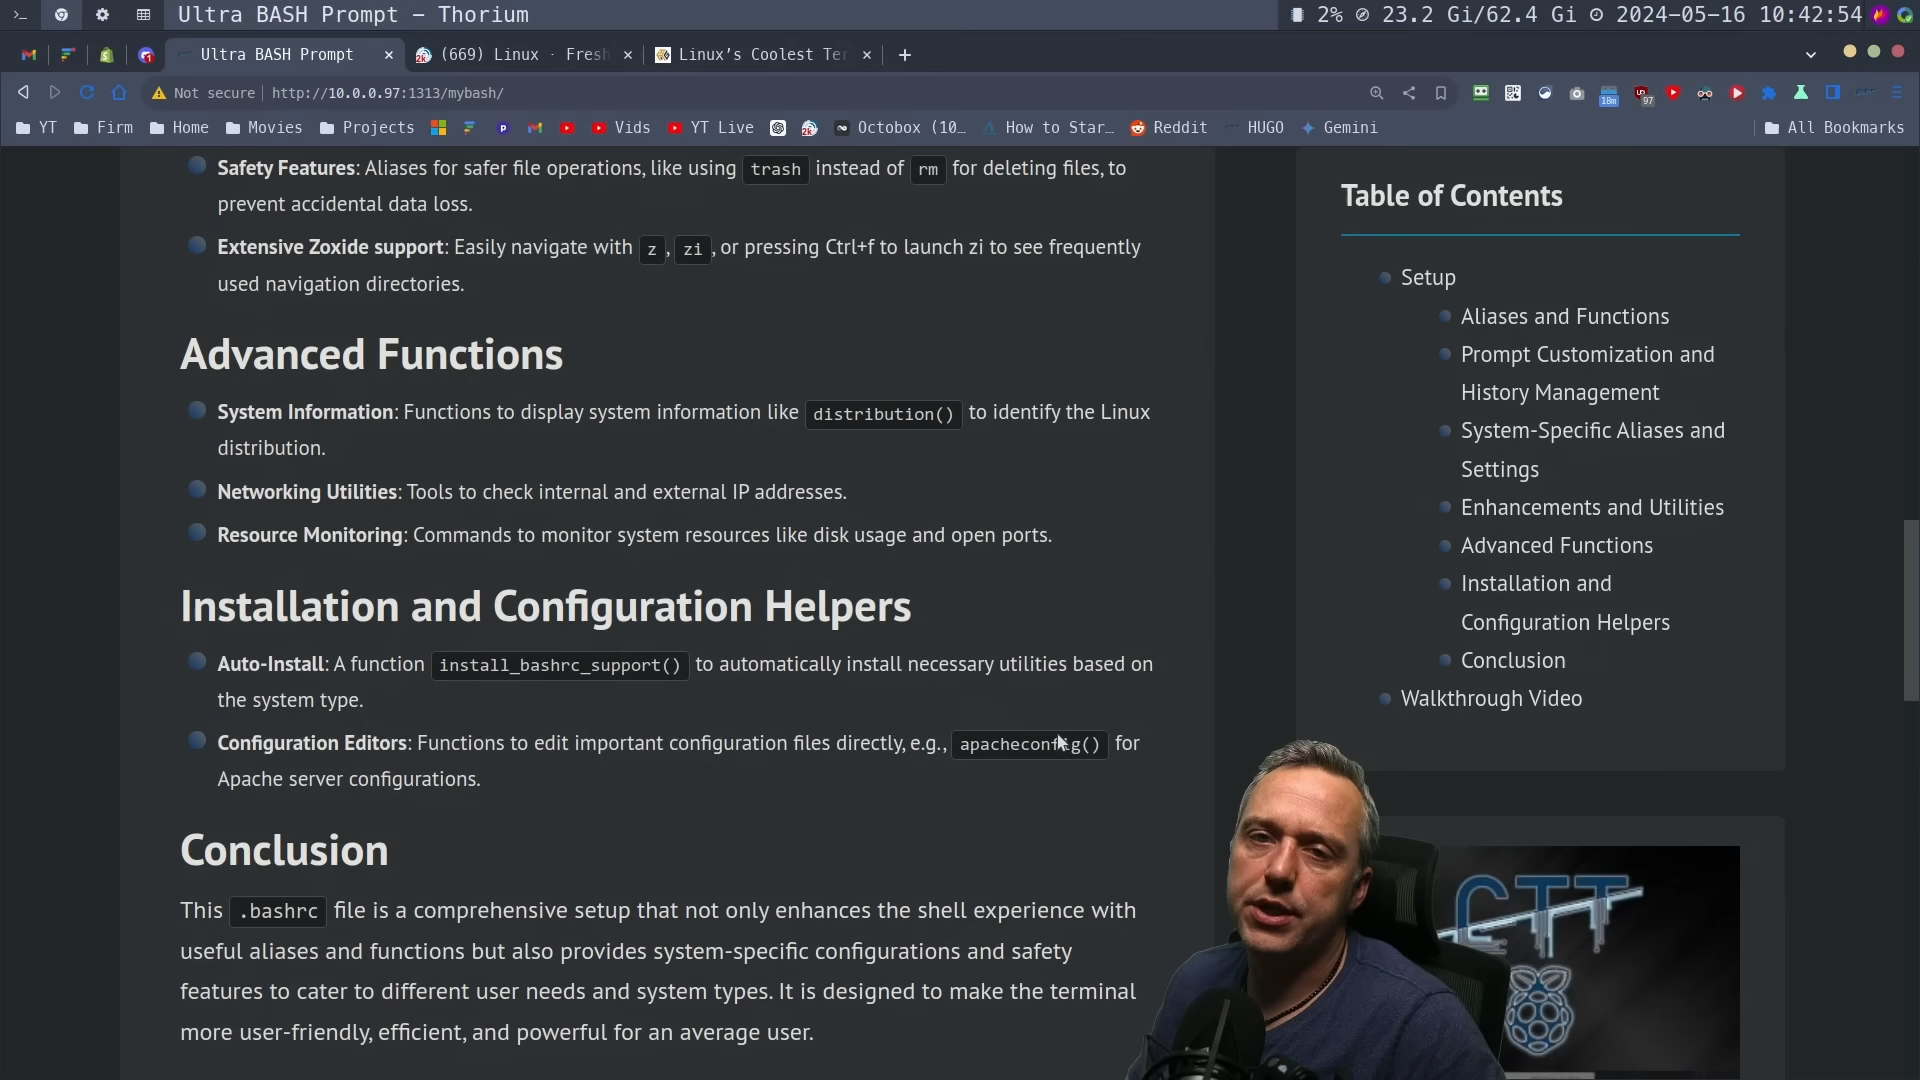 Ultra BASH Prompt – Thorium
2% 23.2 Gi/62.4 Gi 2024-05-16 10:42:54
Ultra BASH Prompt × (669) Linux · Fresh × Linux’s Coolest Ter ×
Not secure | http://10.0.0.97:1313/mybash/
18m 97
YT Firm Home Movies Projects Vids YT Live Octobox (10… How to Star… Reddit HUGO Gemini All Bookmarks
Safety Features: Aliases for safer file operations, like using trash instead of rm for deleting files, to
prevent accidental data loss.
Extensive Zoxide support: Easily navigate with z, zi, or pressing Ctrl+f to launch zi to see frequently
used navigation directories.
Advanced Functions
System Information: Functions to display system information like distribution() to identify the Linux
distribution.
Networking Utilities: Tools to check internal and external IP addresses.
Resource Monitoring: Commands to monitor system resources like disk usage and open ports.
Installation and Configuration Helpers
Auto-Install: A function install_bashrc_support() to automatically install necessary utilities based on
the system type.
Configuration Editors: Functions to edit important configuration files directly, e.g., apacheconfig() for
Apache server configurations.
Conclusion
This .bashrc file is a comprehensive setup that not only enhances the shell experience with
useful aliases and functions but also provides system-specific configurations and safety
features to cater to different user needs and system types. It is designed to make the terminal
more user-friendly, efficient, and powerful for an average user.
Table of Contents
Setup
Aliases and Functions
Prompt Customization and
History Management
System-Specific Aliases and
Settings
Enhancements and Utilities
Advanced Functions
Installation and
Configuration Helpers
Conclusion
Walkthrough Video
CTT